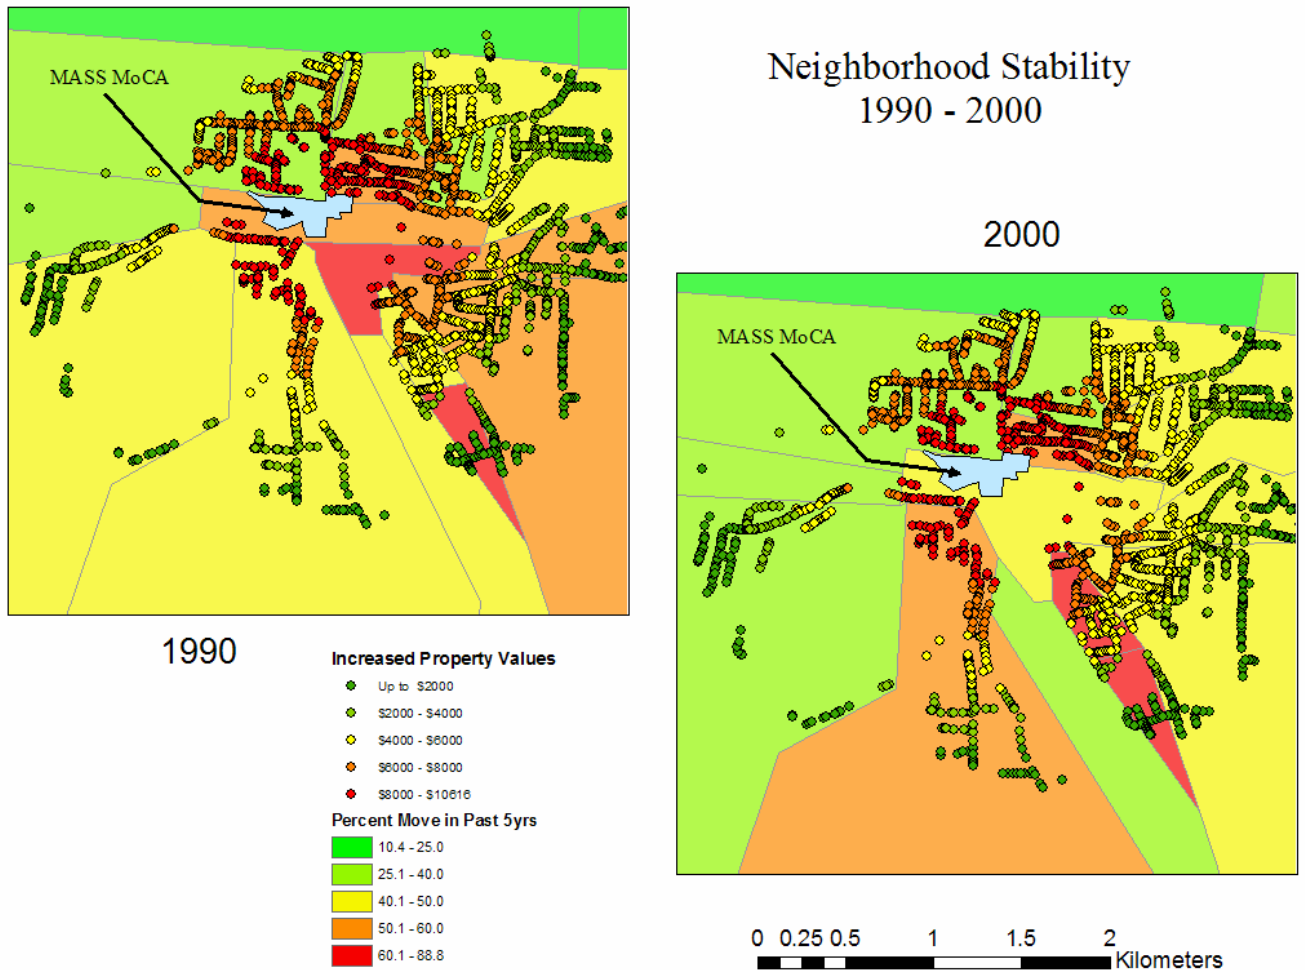 MASS MoCA
Neighborhood Stability
1990 - 2000
2000
MASS MoCA
1990
Increased Property Values
Up to $2000
$2000 - $4000
$4000 - $6000
$6000 - $8000
$8000 - $10616
Percent Move in Past 5yrs
10.4 - 25.0
25.1 - 40.0
40.1 - 50.0
50.1 - 60.0
60.1 - 88.8
0 0.25 0.5 1 1.5 2
Kilometers